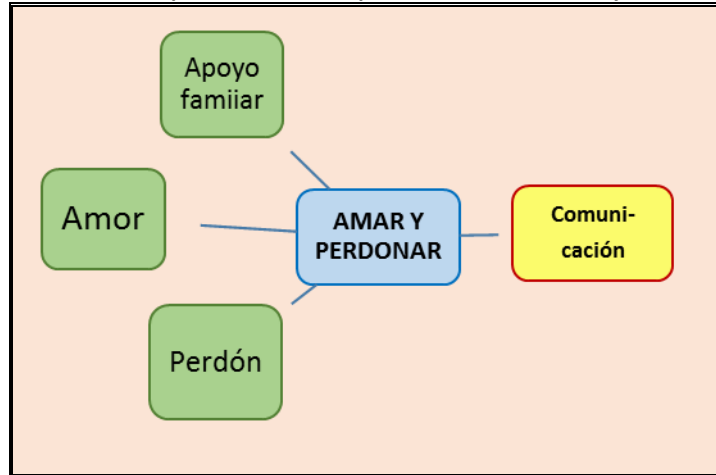 Apoyo
famiiar
Amor
AMAR Y
PERDONAR
Comuni-
cación
Perdón